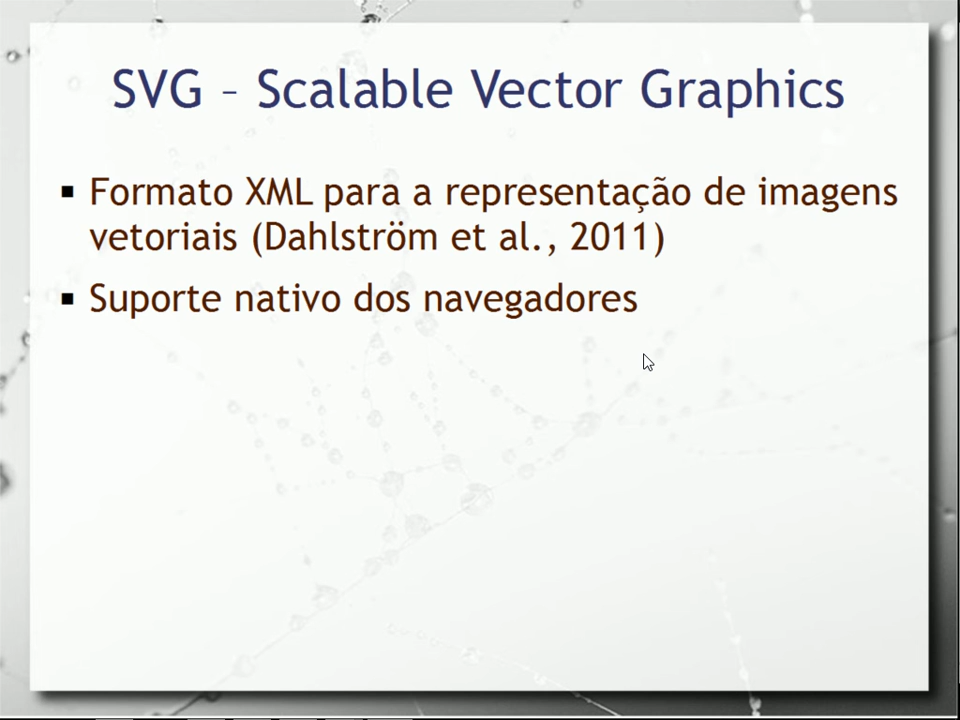 SVG – Scalable Vector Graphics
▪ Formato XML para a representação de imagens
vetoriais (Dahlström et al., 2011)
▪ Suporte nativo dos navegadores